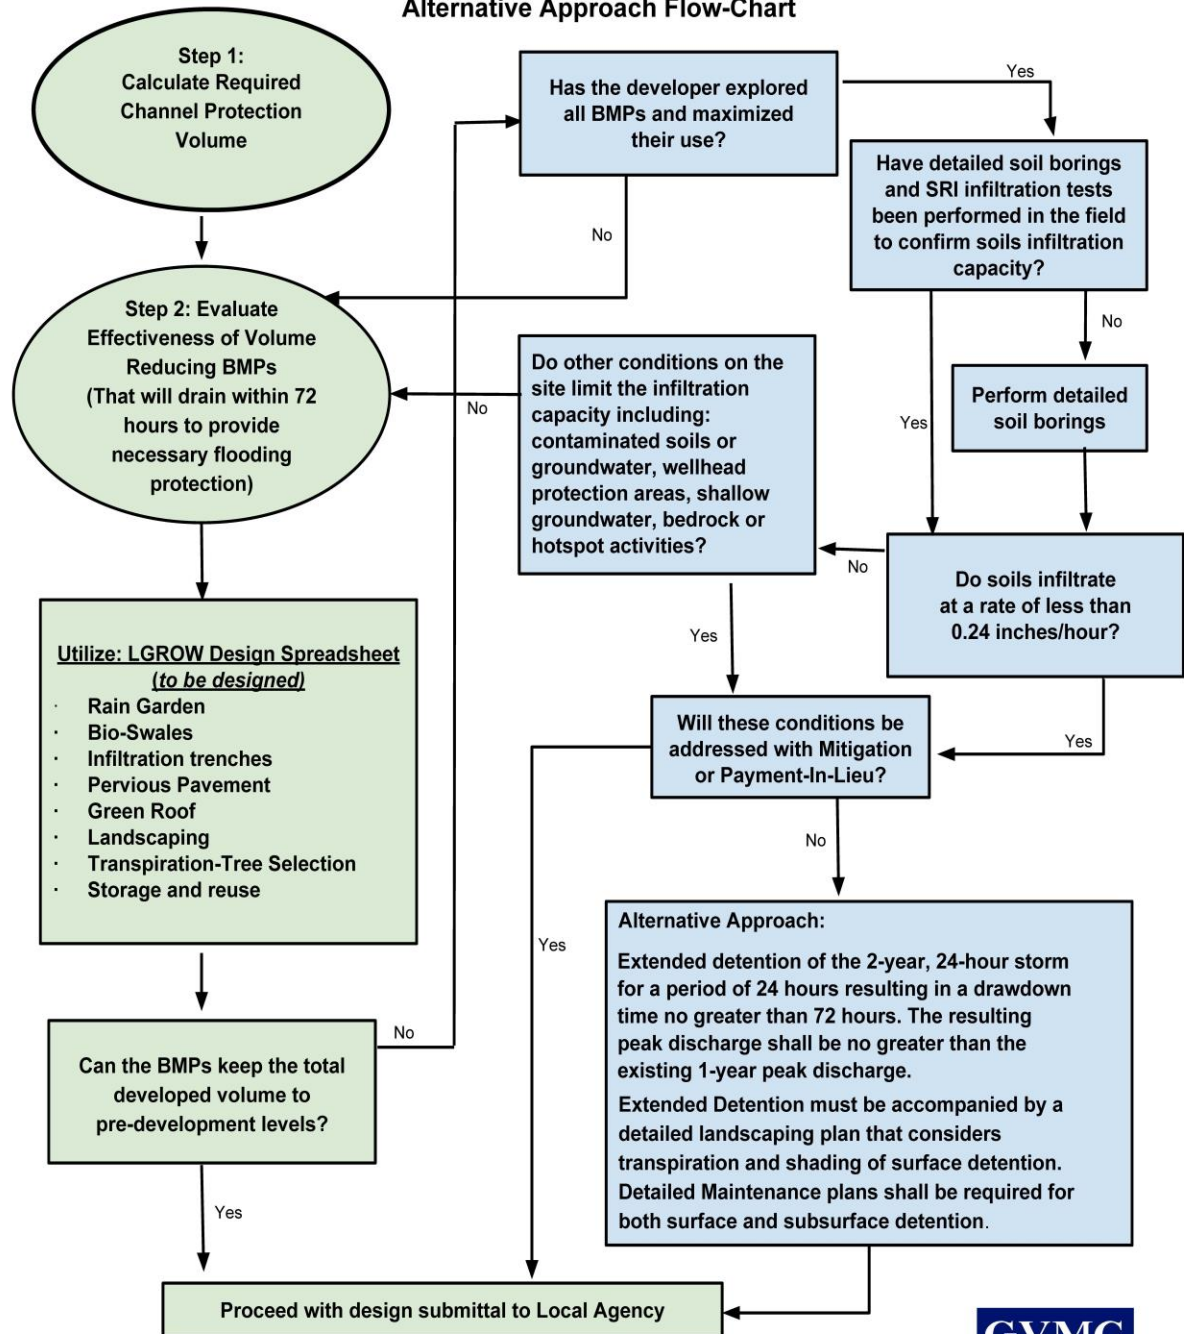 Alternative Approach Flow-Chart
Step 1:
Calculate Required
Channel Protection
Volume
Step 2: Evaluate
Effectiveness of Volume
Reducing BMPs
(That will drain within 72
hours to provide
necessary flooding
protection)
Utilize: LGROW Design Spreadsheet
(to be designed)
· Rain Garden
· Bio-Swales
· Infiltration trenches
· Pervious Pavement
· Green Roof
· Landscaping
· Transpiration-Tree Selection
· Storage and reuse
Can the BMPs keep the total
developed volume to
pre-development levels?
No
Yes
Has the developer explored
all BMPs and maximized
their use?
Yes
No
Have detailed soil borings
and SRI infiltration tests
been performed in the field
to confirm soils infiltration
capacity?
No
Yes
Perform detailed
soil borings
Do soils infiltrate
at a rate of less than
0.24 inches/hour?
No
Yes
Do other conditions on the
site limit the infiltration
capacity including:
contaminated soils or
groundwater, wellhead
protection areas, shallow
groundwater, bedrock or
hotspot activities?
No
Yes
Will these conditions be
addressed with Mitigation
or Payment-In-Lieu?
No
Yes
Alternative Approach:
Extended detention of the 2-year, 24-hour storm
for a period of 24 hours resulting in a drawdown
time no greater than 72 hours. The resulting
peak discharge shall be no greater than the
existing 1-year peak discharge.
Extended Detention must be accompanied by a
detailed landscaping plan that considers
transpiration and shading of surface detention.
Detailed Maintenance plans shall be required for
both surface and subsurface detention.
Proceed with design submittal to Local Agency
GVMC